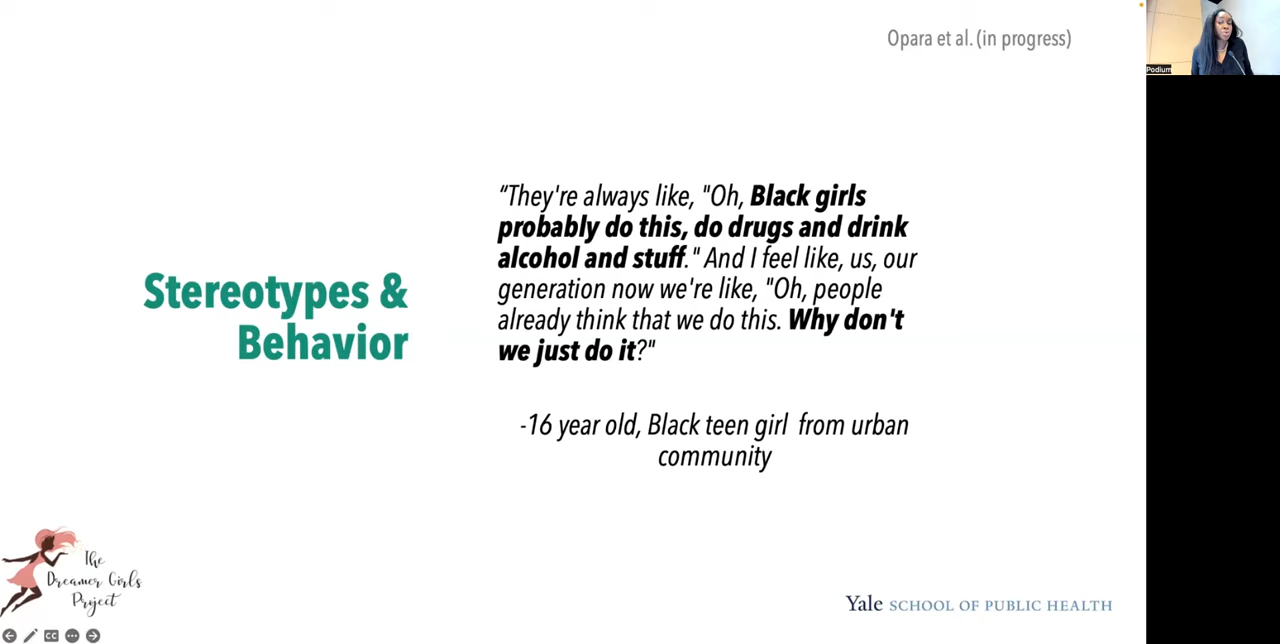 Opara et al. (in progress)
Podium
Stereotypes &
Behavior
“They're always like, "Oh, Black girls
probably do this, do drugs and drink
alcohol and stuff." And I feel like, us, our
generation now we're like, "Oh, people
already think that we do this. Why don't
we just do it?"
-16 year old, Black teen girl from urban
community
The
Dreamer Girls
Project
Yale SCHOOL OF PUBLIC HEALTH
CC